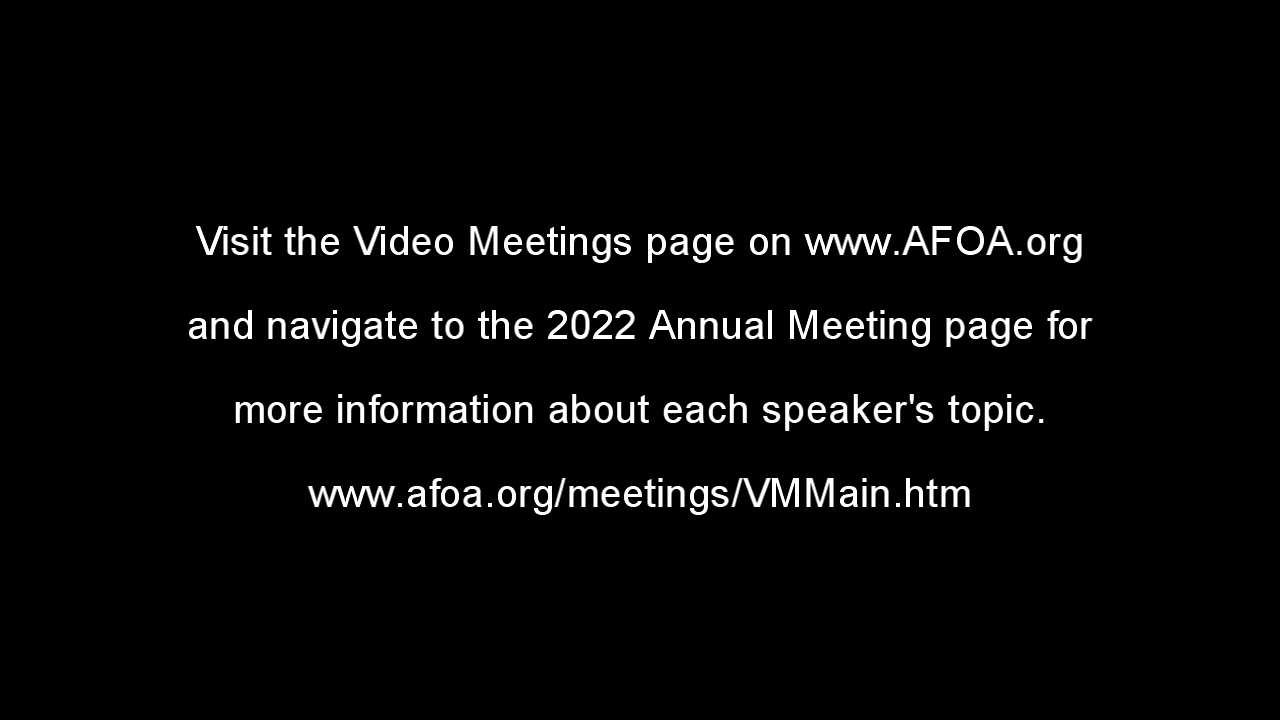 Visit the Video Meetings page on www.AFOA.org
and navigate to the 2022 Annual Meeting page for
more information about each speaker's topic.
www.afoa.org/meetings/VMMain.htm